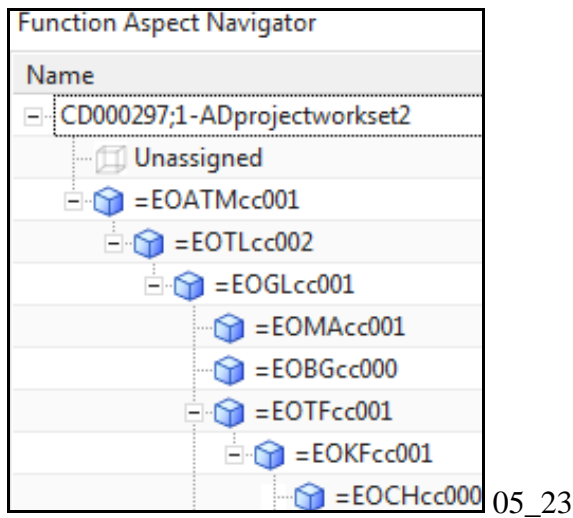 Function Aspect Navigator
Name
CD000297;1-ADprojectworkset2
Unassigned
=EOATMcc001
=EOTLcc002
=EOGLcc001
=EOMAcc001
=EOBGcc000
=EOTFcc001
=EOKFcc001
=EOCHcc000
05_23